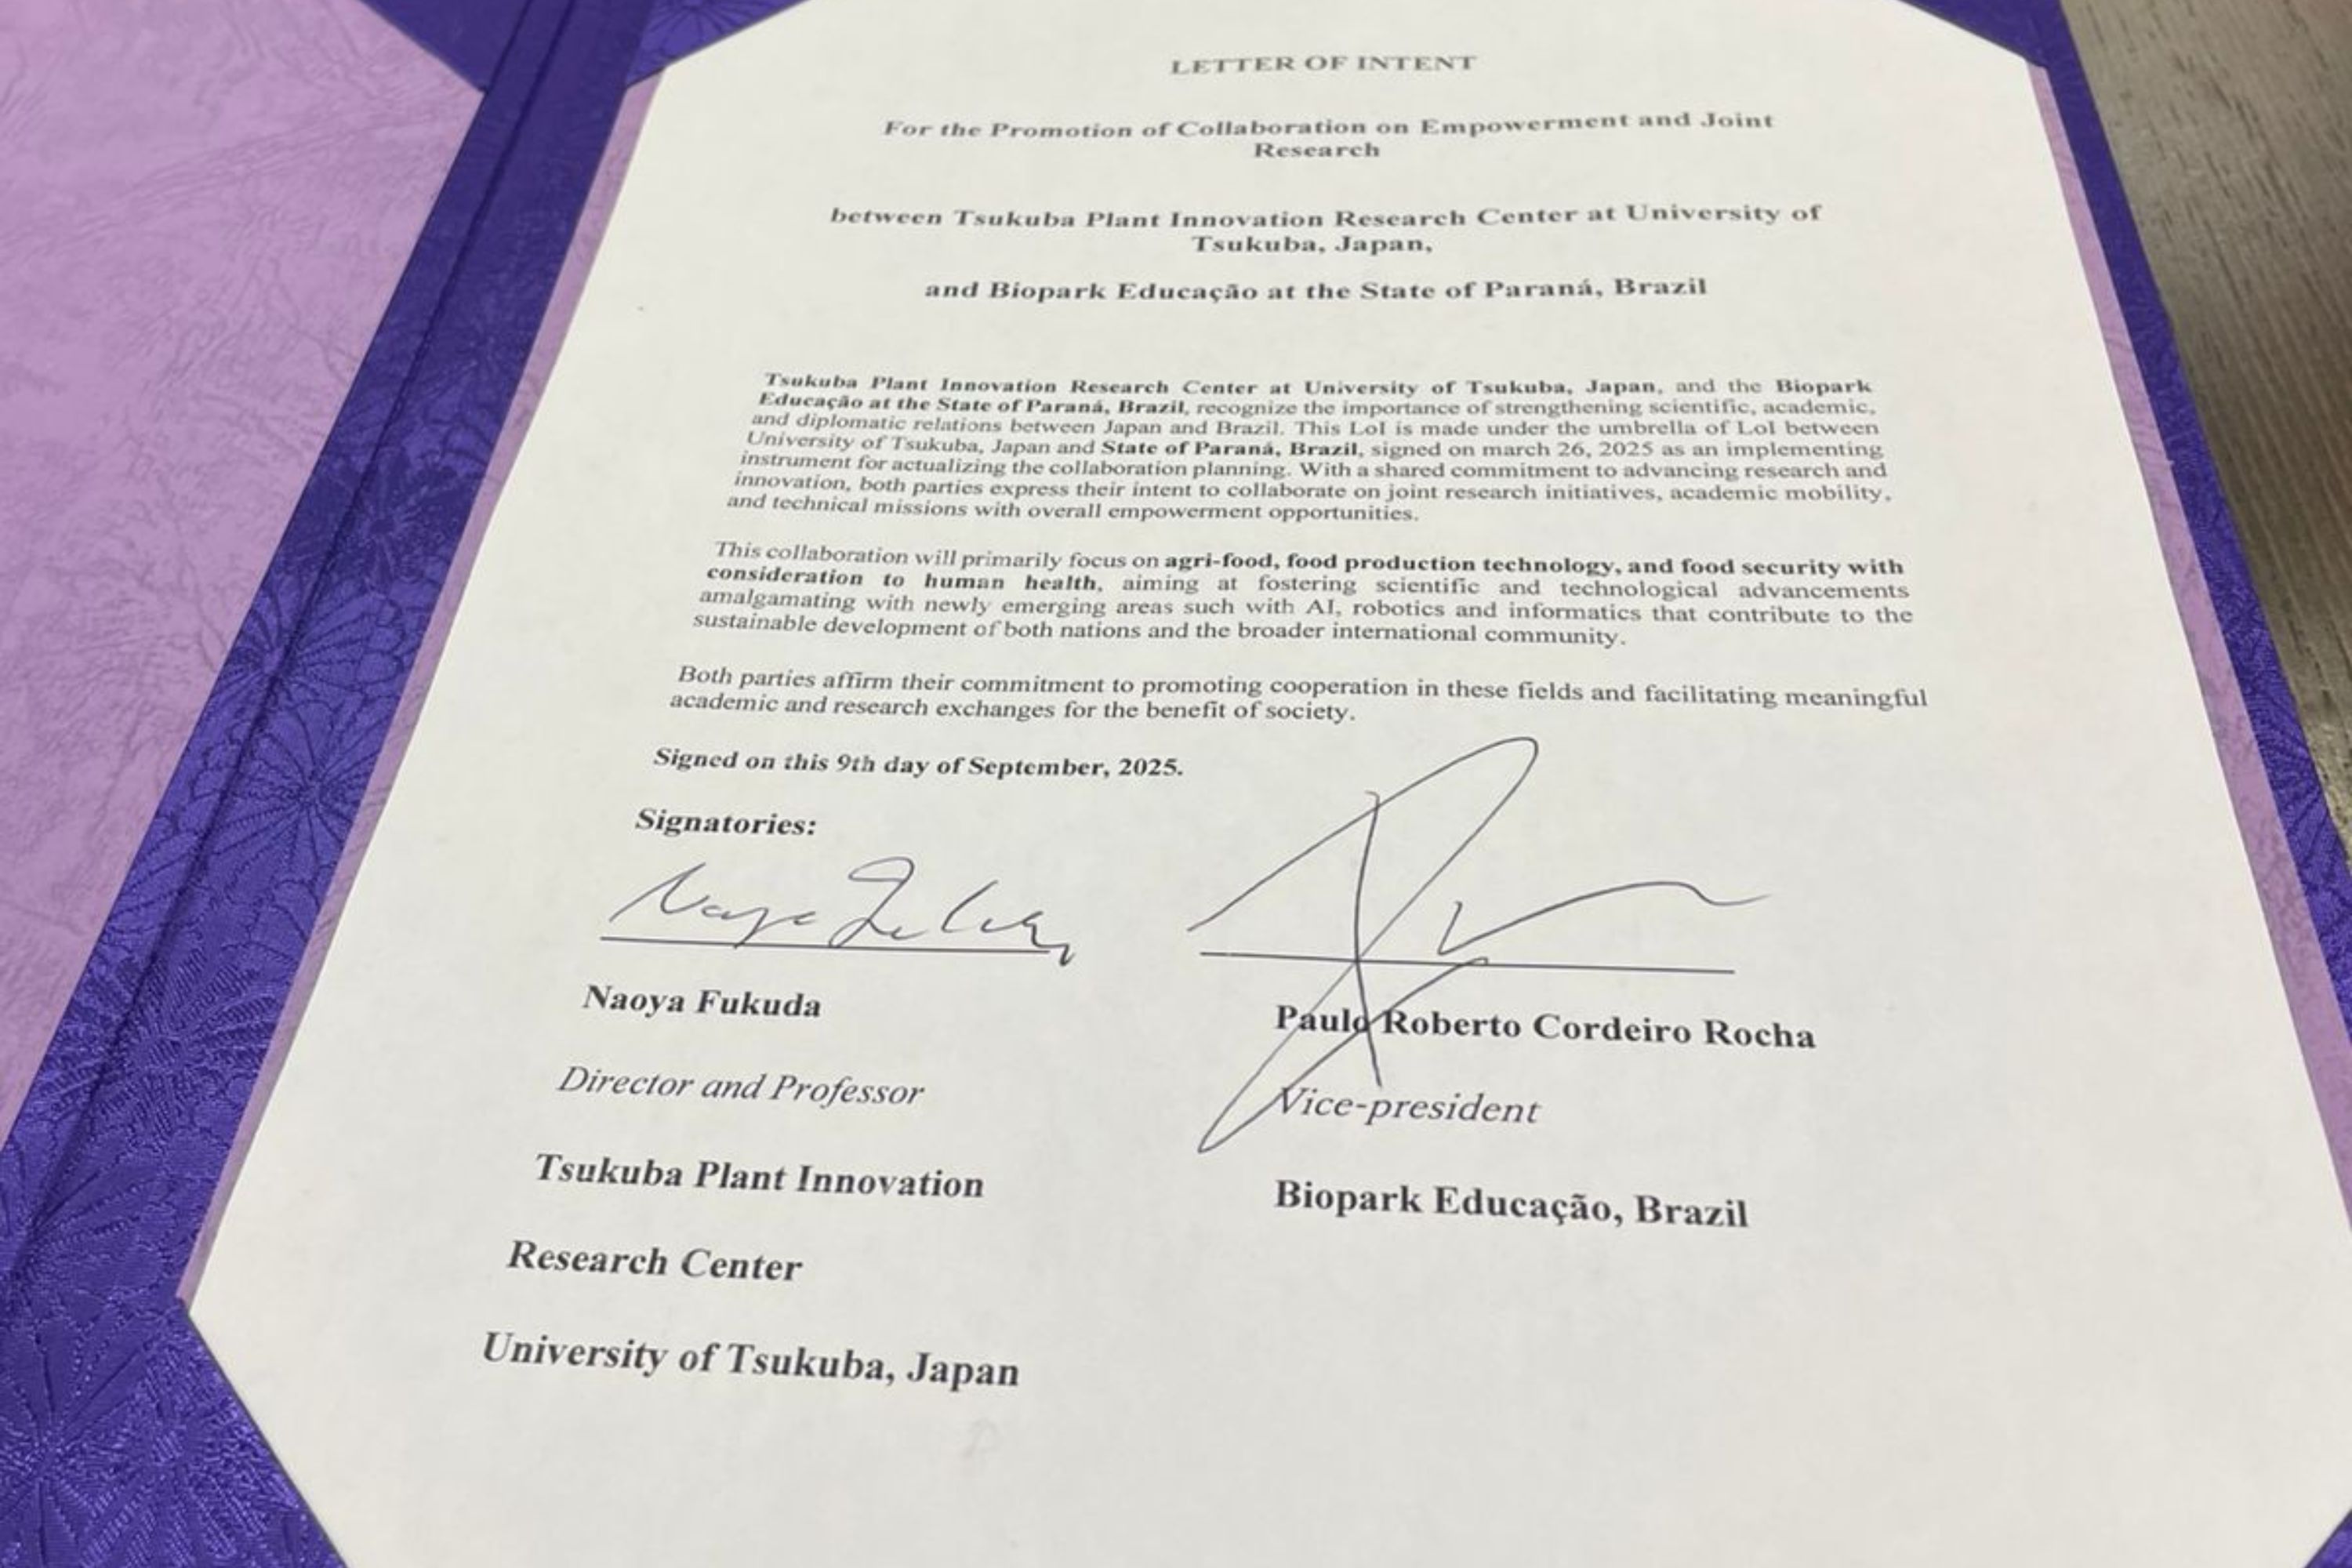 LETTER OF INTENT
For the Promotion of Collaboration on Empowerment and Joint
Research
between Tsukuba Plant Innovation Research Center at University of
Tsukuba, Japan,
and Biopark Educação at the State of Paraná, Brazil
Tsukuba Plant Innovation Research Center at University of Tsukuba, Japan, and the Biopark
Educação at the State of Paraná, Brazil, recognize the importance of strengthening scientific, academic,
and diplomatic relations between Japan and Brazil. This LoI is made under the umbrella of LoI between
University of Tsukuba, Japan and State of Paraná, Brazil, signed on march 26, 2025 as an implementing
instrument for actualizing the collaboration planning. With a shared commitment to advancing research and
innovation, both parties express their intent to collaborate on joint research initiatives, academic mobility,
and technical missions with overall empowerment opportunities.
This collaboration will primarily focus on agri-food, food production technology, and food security with
consideration to human health, aiming at fostering scientific and technological advancements
amalgamating with newly emerging areas such with AI, robotics and informatics that contribute to the
sustainable development of both nations and the broader international community.
Both parties affirm their commitment to promoting cooperation in these fields and facilitating meaningful
academic and research exchanges for the benefit of society.
Signed on this 9th day of September, 2025.
Signatories:
Naoya Fukuda
Director and Professor
Tsukuba Plant Innovation
Research Center
University of Tsukuba, Japan
Paulo Roberto Cordeiro Rocha
Vice-president
Biopark Educação, Brazil